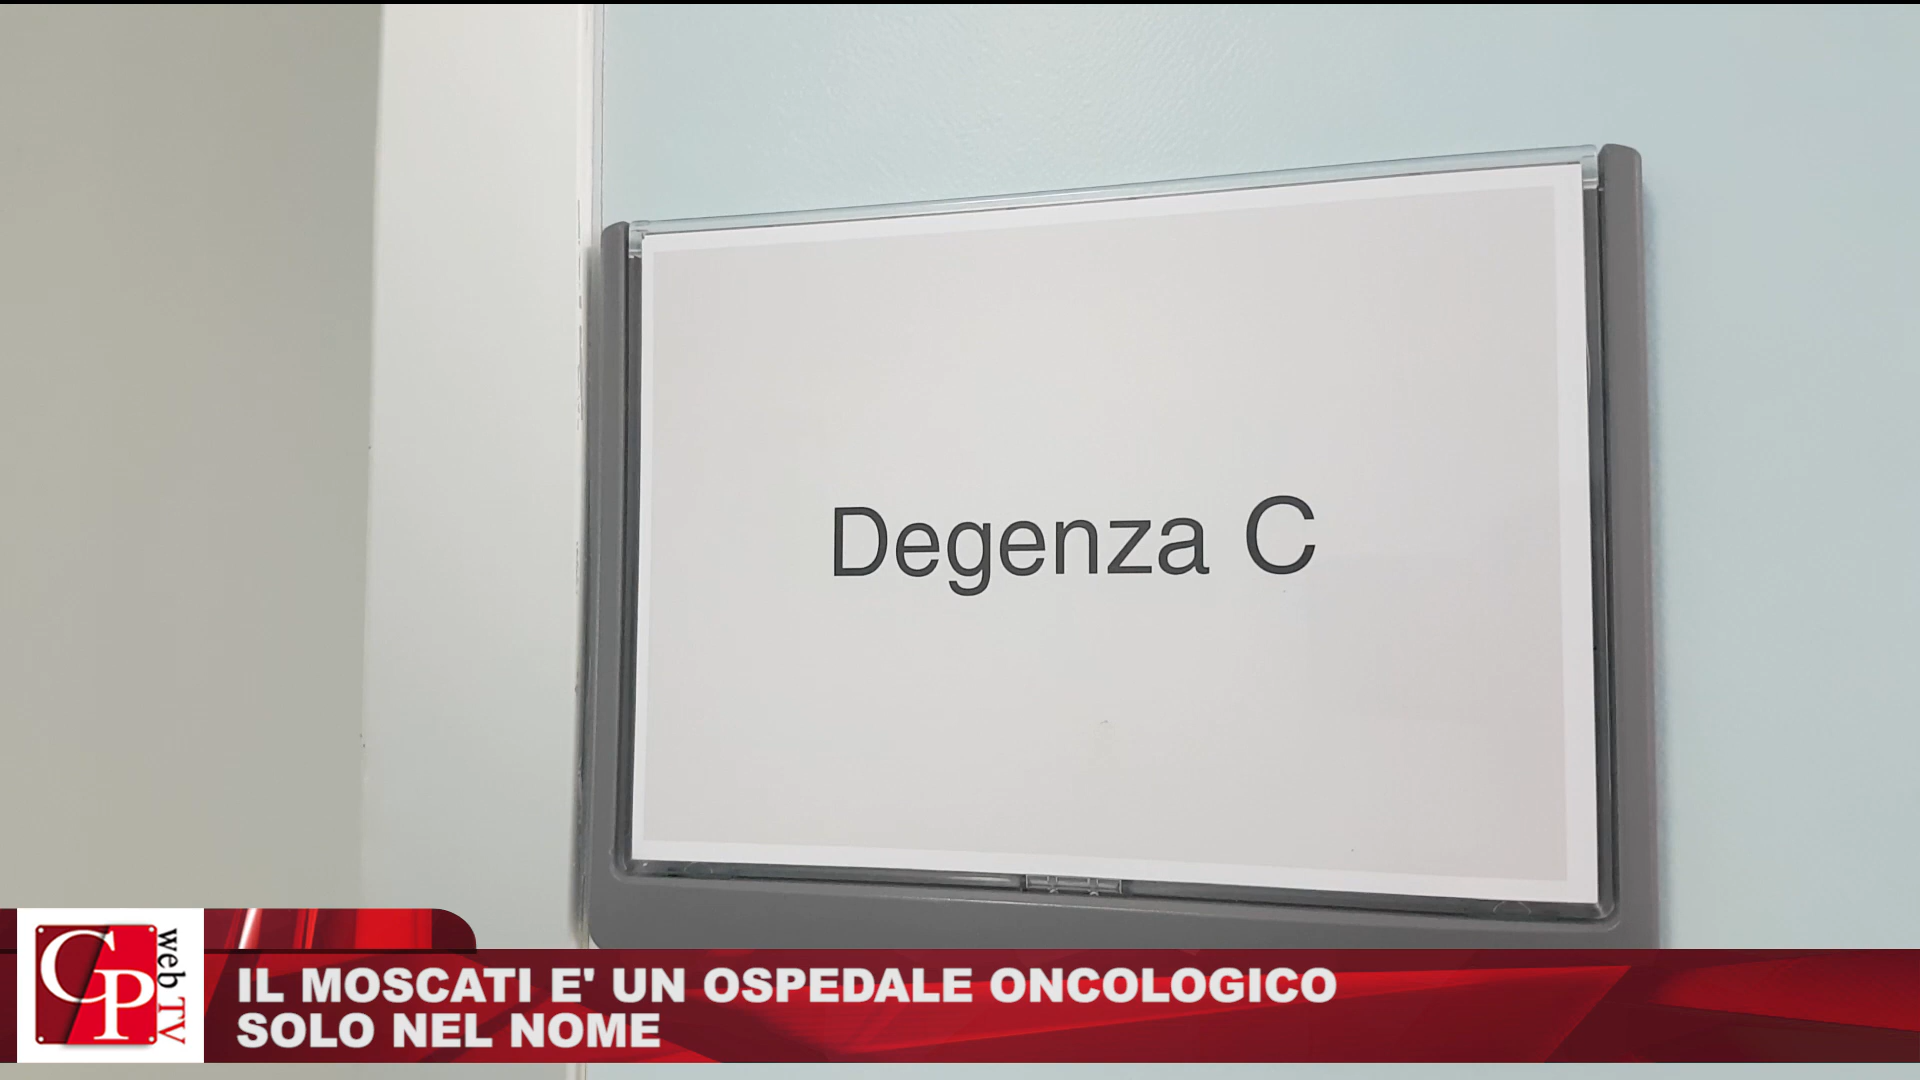 Degenza C
CP
web TV
IL MOSCATI E' UN OSPEDALE ONCOLOGICO
SOLO NEL NOME